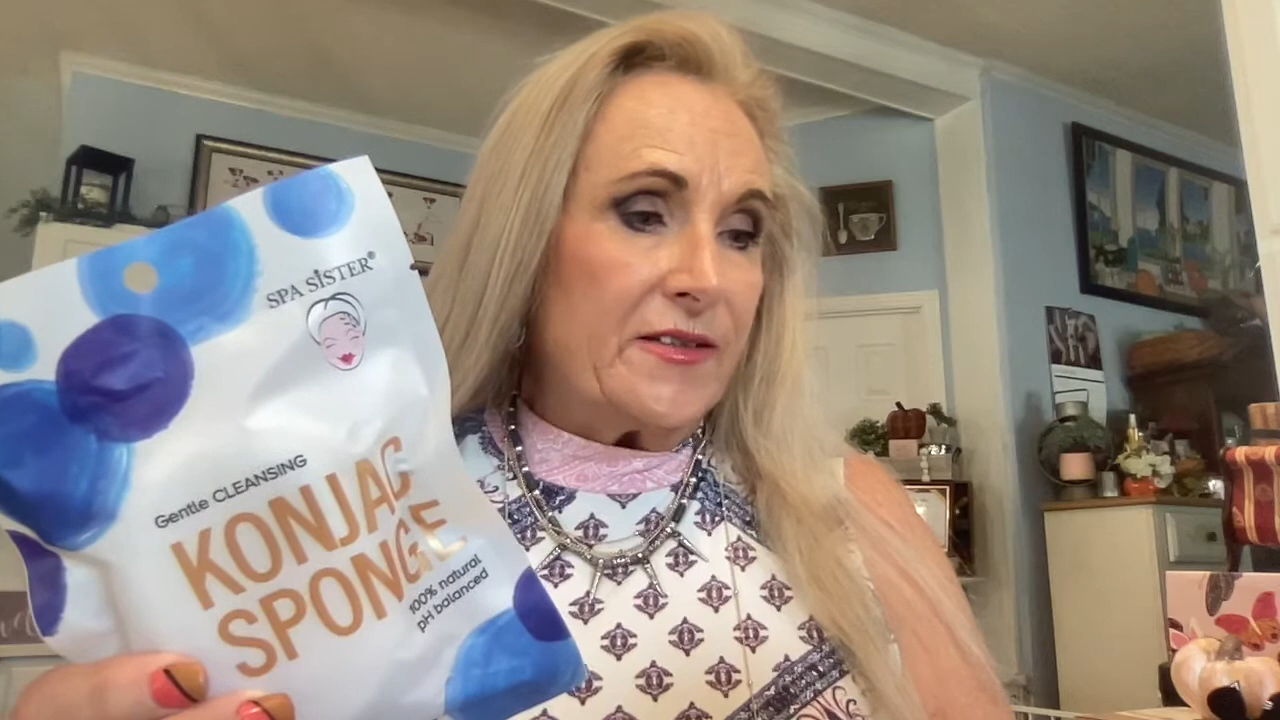 SPA SiSTER®
Gentle CLEANSING
KONJAC
SPONGE
100% natural
pH balanced